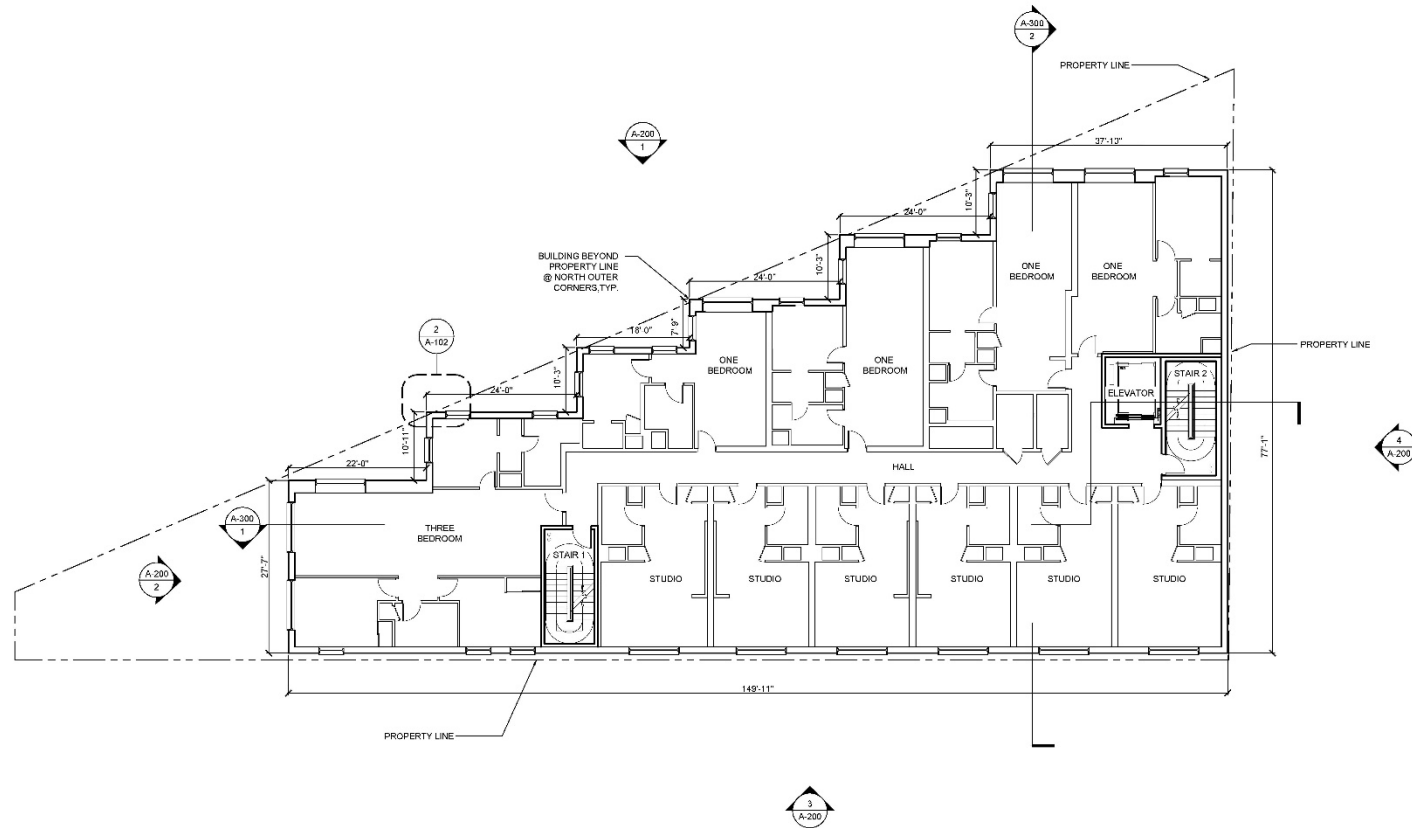 A-300
2
PROPERTY LINE
A-200
1
37'-13"
10'-3"
24'-0"
BUILDING BEYOND
PROPERTY LINE
@ NORTH OUTER
CORNERS,TYP.
10'-3"
24'-0"
ONE
BEDROOM
ONE
BEDROOM
2
A-102
18'-0"
7'-9"
PROPERTY LINE
ONE
BEDROOM
ONE
BEDROOM
10'-3"
24'-0"
ELEVATOR
STAIR 2
10'-11"
22'-0"
HALL
77'-1"
4
A-200
A-300
1
THREE
BEDROOM
27'-7"
STAIR 1
A-200
2
STUDIO
STUDIO
STUDIO
STUDIO
STUDIO
STUDIO
149'-11"
PROPERTY LINE
3
A-200